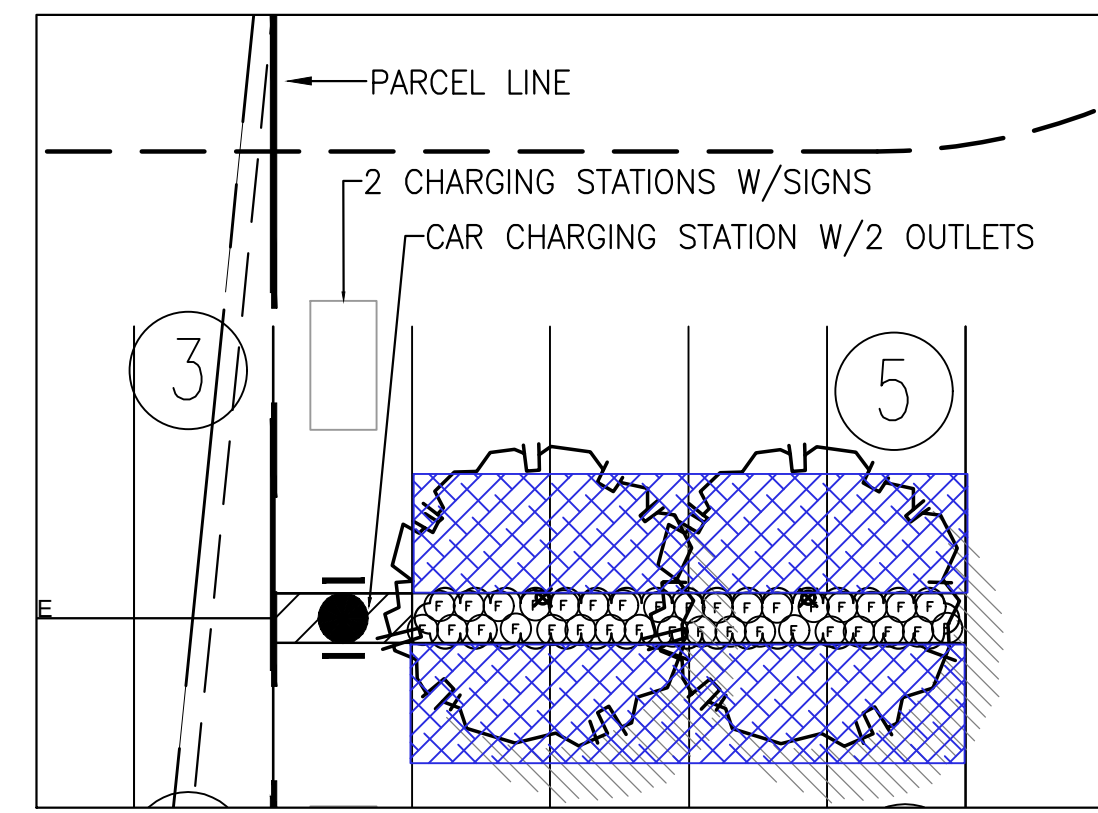 PARCEL LINE
2 CHARGING STATIONS W/SIGNS
CAR CHARGING STATION W/2 OUTLETS
3
5
E
F F F F F F F F F F F F F F
F F F F F F F F F F F F F F